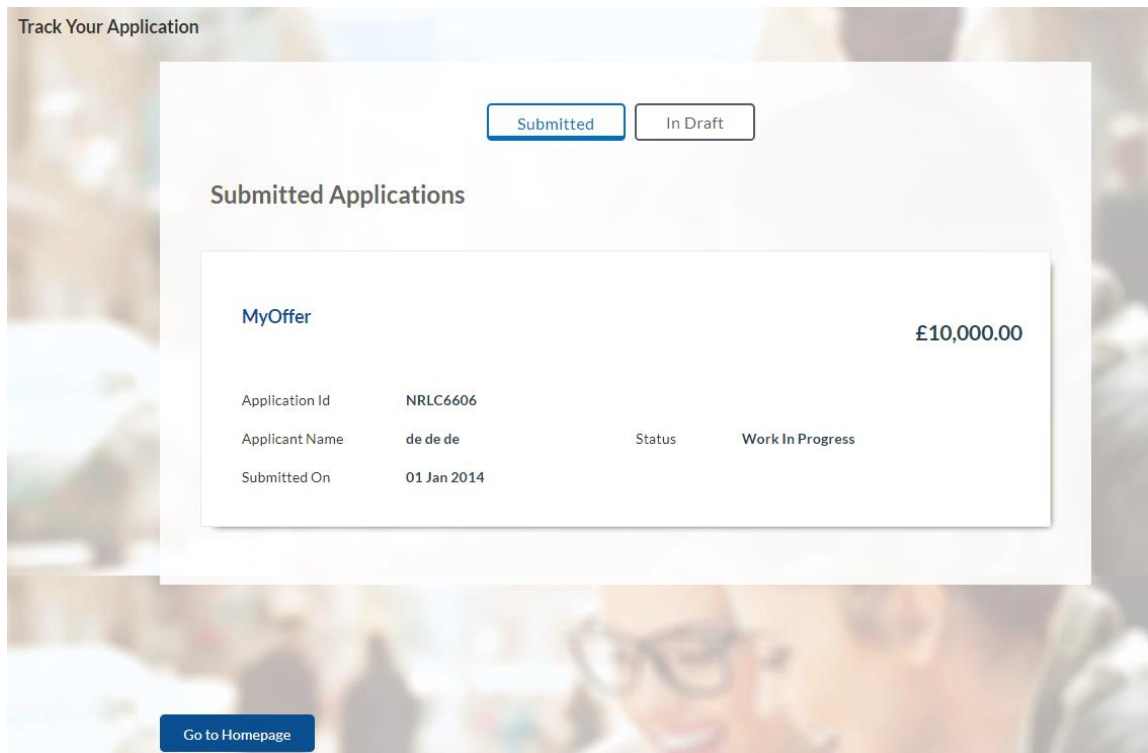 Track Your Application
Submitted
In Draft
Submitted Applications
MyOffer
£10,000.00
Application Id NRLC6606
Applicant Name de de de Status Work In Progress
Submitted On 01 Jan 2014
Go to Homepage